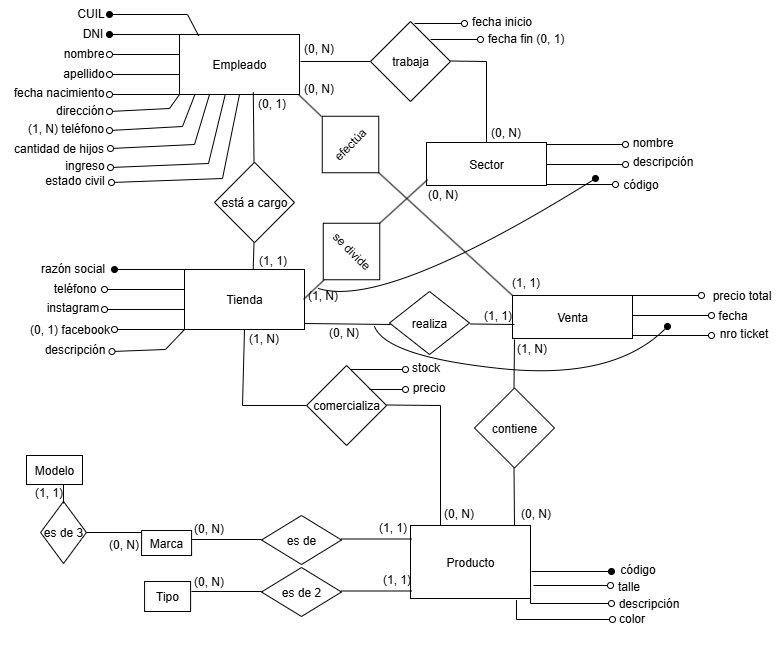 CUIL
DNI
nombre
apellido
fecha nacimiento
dirección
(1, N) teléfono
cantidad de hijos
ingreso
estado civil
Empleado
(0, N)
(0, N)
(0, 1)
trabaja
fecha inicio
fecha fin (0, 1)
efectúa
(0, N)
Sector
nombre
descripción
código
(0, N)
está a cargo
se divide
(1, 1)
(1, N)
razón social
teléfono
instagram
(0, 1) facebook
descripción
Tienda
(0, N)
(1, N)
realiza
(1, 1)
(1, 1)
Venta
precio total
fecha
nro ticket
(1, N)
stock
precio
comercializa
contiene
(0, N)
(0, N)
Modelo
(1, 1)
es de 3
(0, N)
Marca
(0, N)
es de
(1, 1)
Tipo
(0, N)
es de 2
(1, 1)
Producto
código
talle
descripción
color